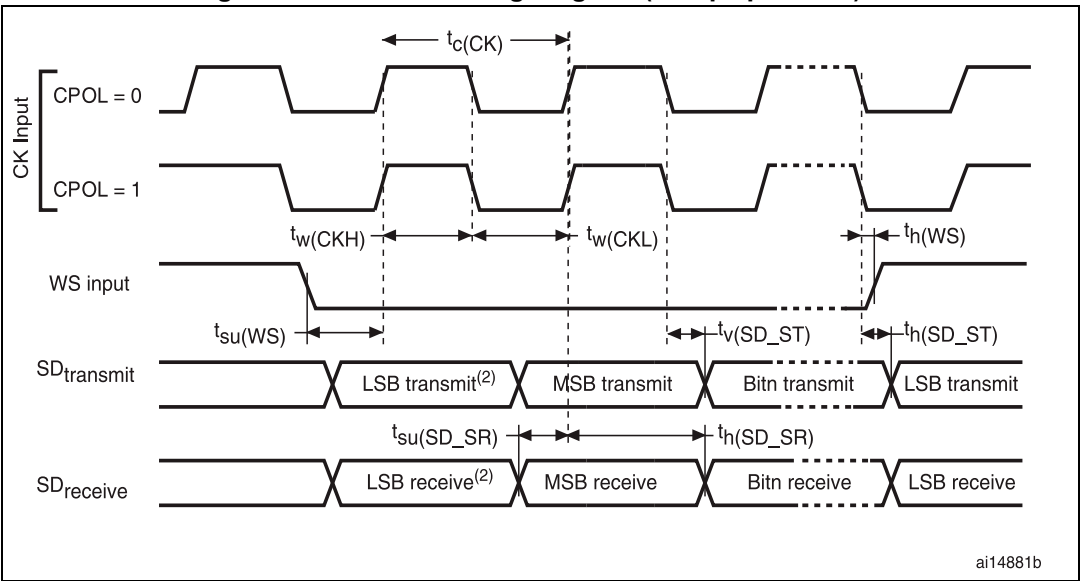 tc(CK)
CK Input
CPOL = 0
CPOL = 1
tw(CKH)
tw(CKL)
th(WS)
WS input
tsu(WS)
tv(SD_ST)
th(SD_ST)
SDtransmit
LSB transmit(2)
MSB transmit
Bitn transmit
LSB transmit
tsu(SD_SR)
th(SD_SR)
SDreceive
LSB receive(2)
MSB receive
Bitn receive
LSB receive
ai14881b